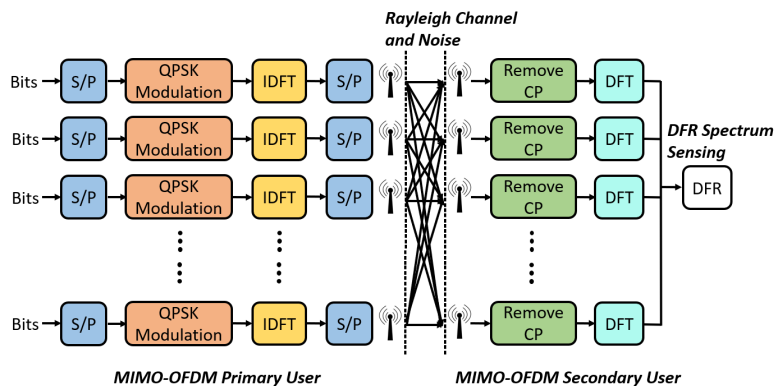 Rayleigh Channel
and Noise
Bits S/P QPSK Modulation IDFT S/P Remove CP DFT
Bits S/P QPSK Modulation IDFT S/P Remove CP DFT
DFR Spectrum
Sensing
Bits S/P QPSK Modulation IDFT S/P Remove CP DFT DFR
Bits S/P QPSK Modulation IDFT S/P Remove CP DFT
MIMO-OFDM Primary User MIMO-OFDM Secondary User